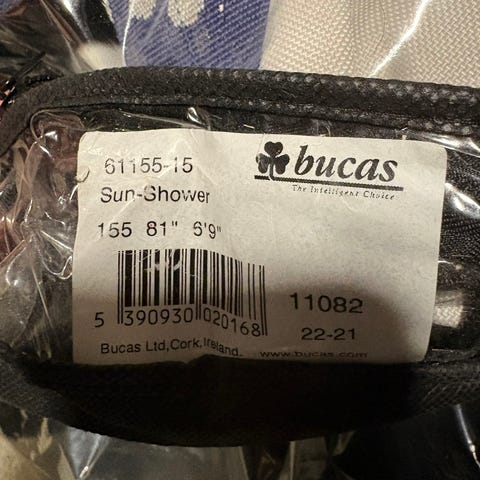 61155-15
bucas
The Intelligent Choice
Sun-Shower
155 81" 6'9"
5 390930 020168
11082
22-21
Bucas Ltd,Cork,Ireland.
www.bucas.com